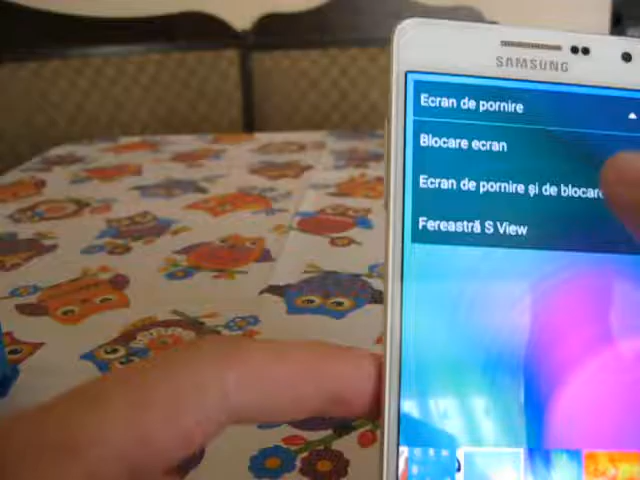 SAMSUNG
Ecran de pornire
Blocare ecran
Ecran de pornire și de blocare
Fereastră S View